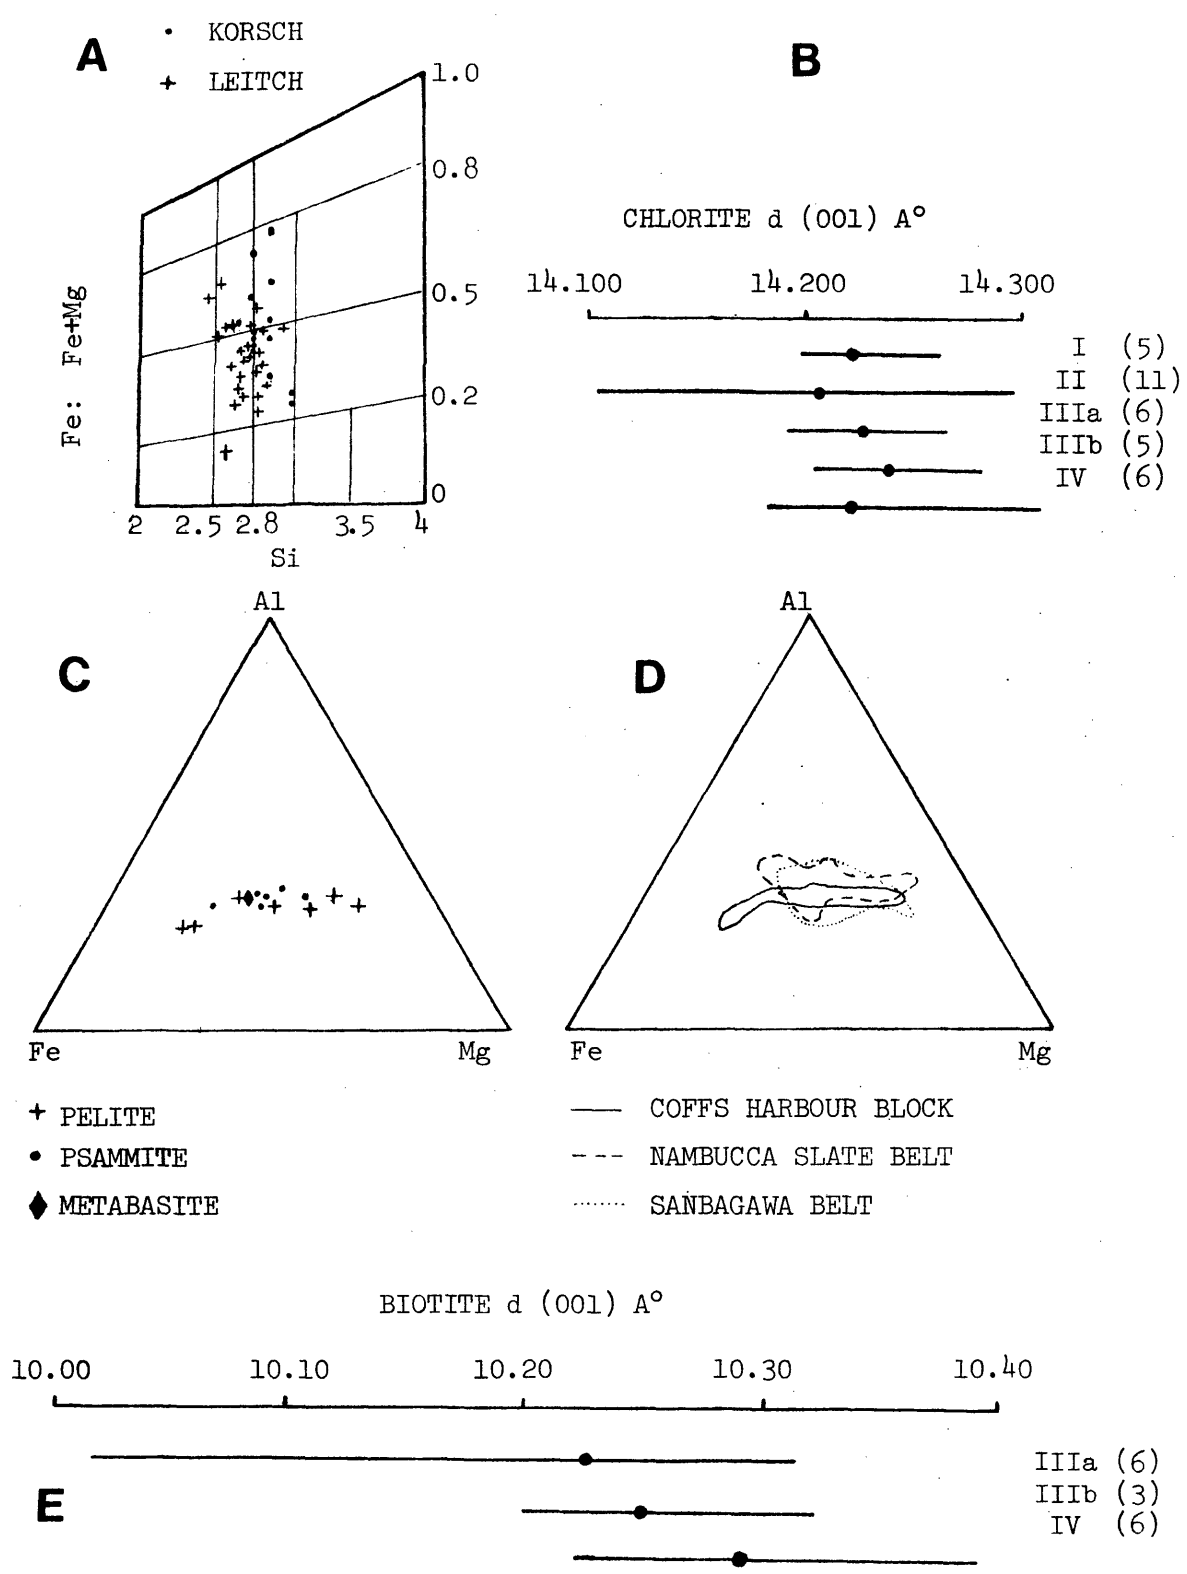 A
KORSCH
LEITCH
1.0
0.8
0.5
0.2
0
Fe: Fe+Mg
2 2.5 2.8 3.5 4
Si
B
CHLORITE d (001) A°
14.100 14.200 14.300
I (5)
II (11)
IIIa (6)
IIIb (5)
IV (6)
C
Al
Fe Mg
+ PELITE
• PSAMMITE
♦ METABASITE
D
Al
Fe Mg
COFFS HARBOUR BLOCK
NAMBUCCA SLATE BELT
SANBAGAWA BELT
BIOTITE d (001) A°
10.00 10.10 10.20 10.30 10.40
E
IIIa (6)
IIIb (3)
IV (6)